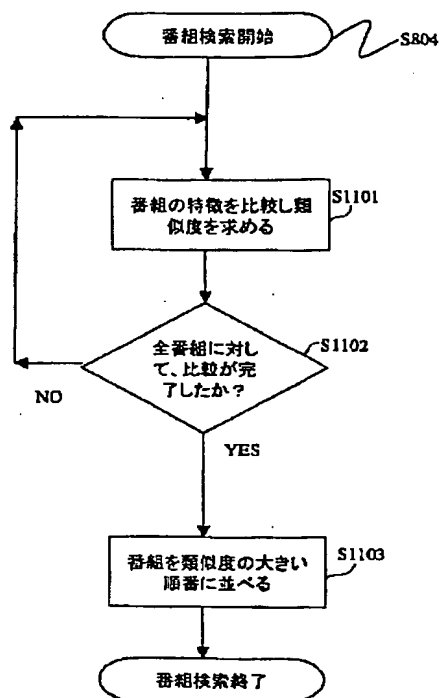 番組検索開始
S804
S1101
番組の特徴を比較し類
似度を求める
S1102
全番組に対し
て、比較が完
了したか？
NO
YES
S1103
番組を類似度の大きい
順番に並べる
番組検索終了